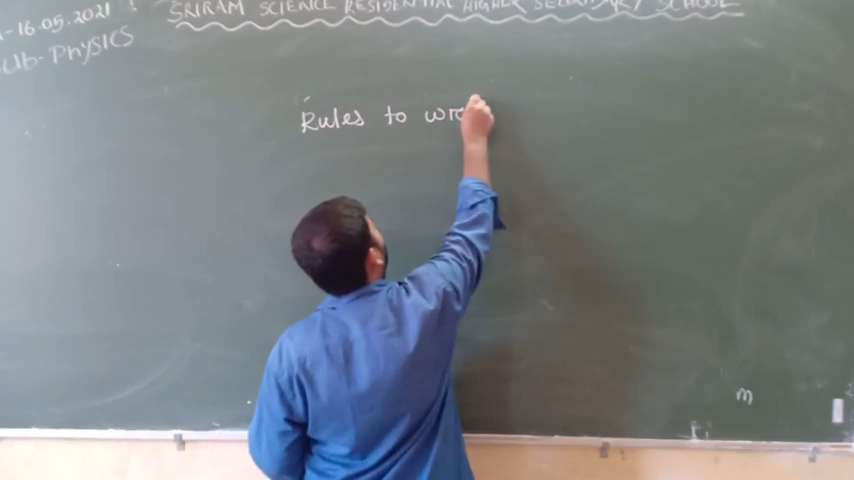 SRIRAM SCIENCE RESIDENTIAL HIGHER SECONDARY SCHOOL
-16.05.2021
ub-Physics
Rules to wr
m